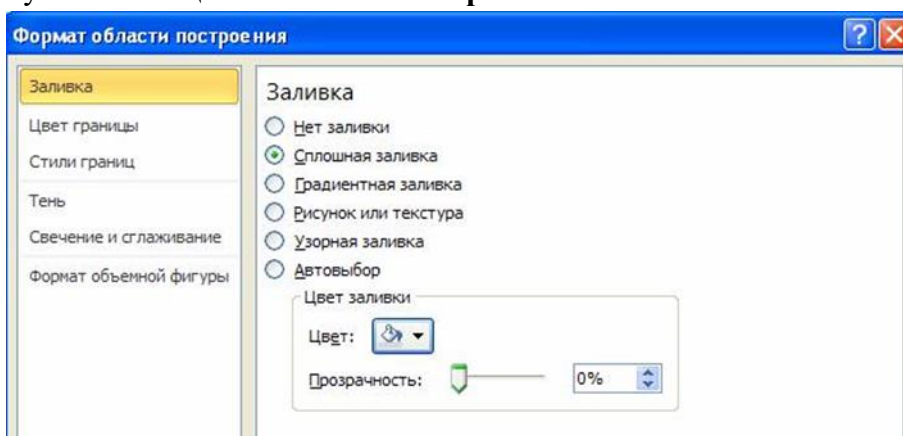 Формат области построения
Заливка
Цвет границы
Стили границ
Тень
Свечение и сглаживание
Формат объемной фигуры
Заливка
Нет заливки
Сплошная заливка
Градиентная заливка
Рисунок или текстура
Узорная заливка
Автовыбор
Цвет заливки
Цвет:
Прозрачность: 0%